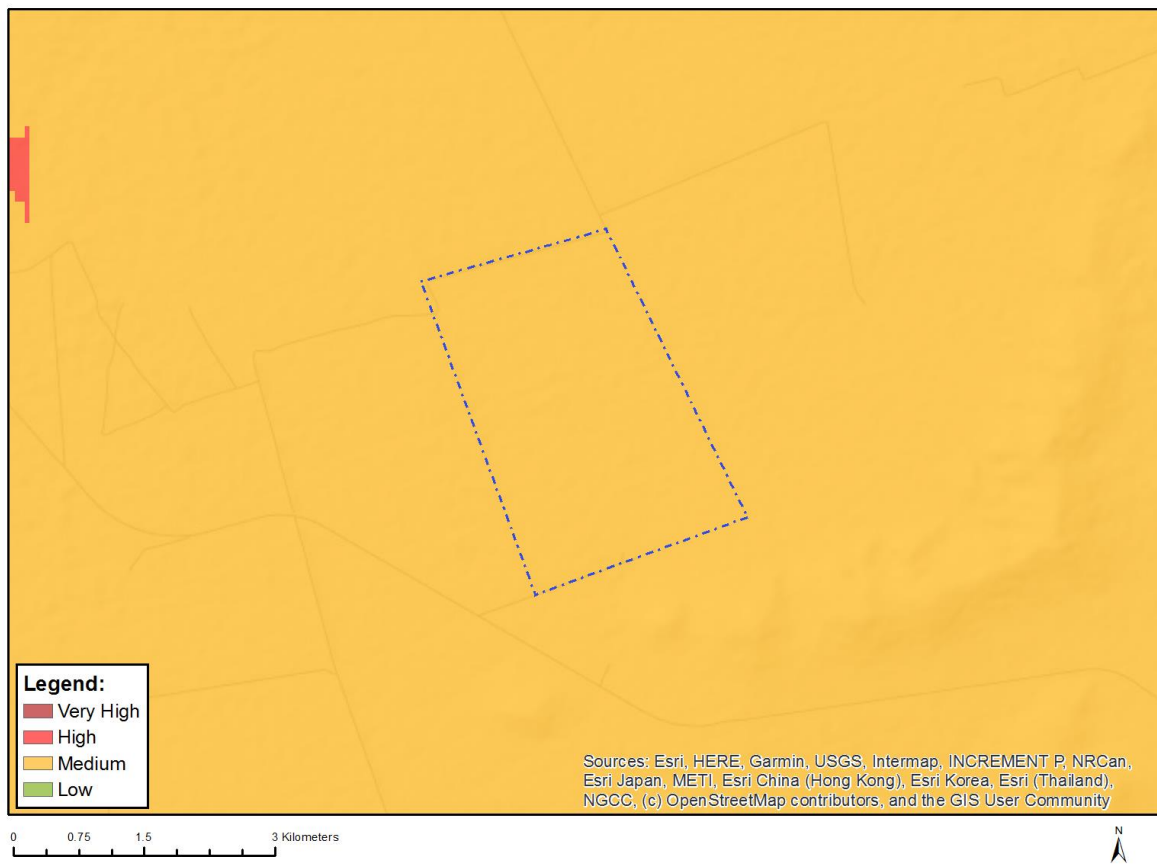 Legend:
Very High
High
Medium
Low
Sources: Esri, HERE, Garmin, USGS, Intermap, INCREMENT P, NRCan,
Esri Japan, METI, Esri China (Hong Kong), Esri Korea, Esri (Thailand),
NGCC, (c) OpenStreetMap contributors, and the GIS User Community
0 0.75 1.5 3 Kilometers
N